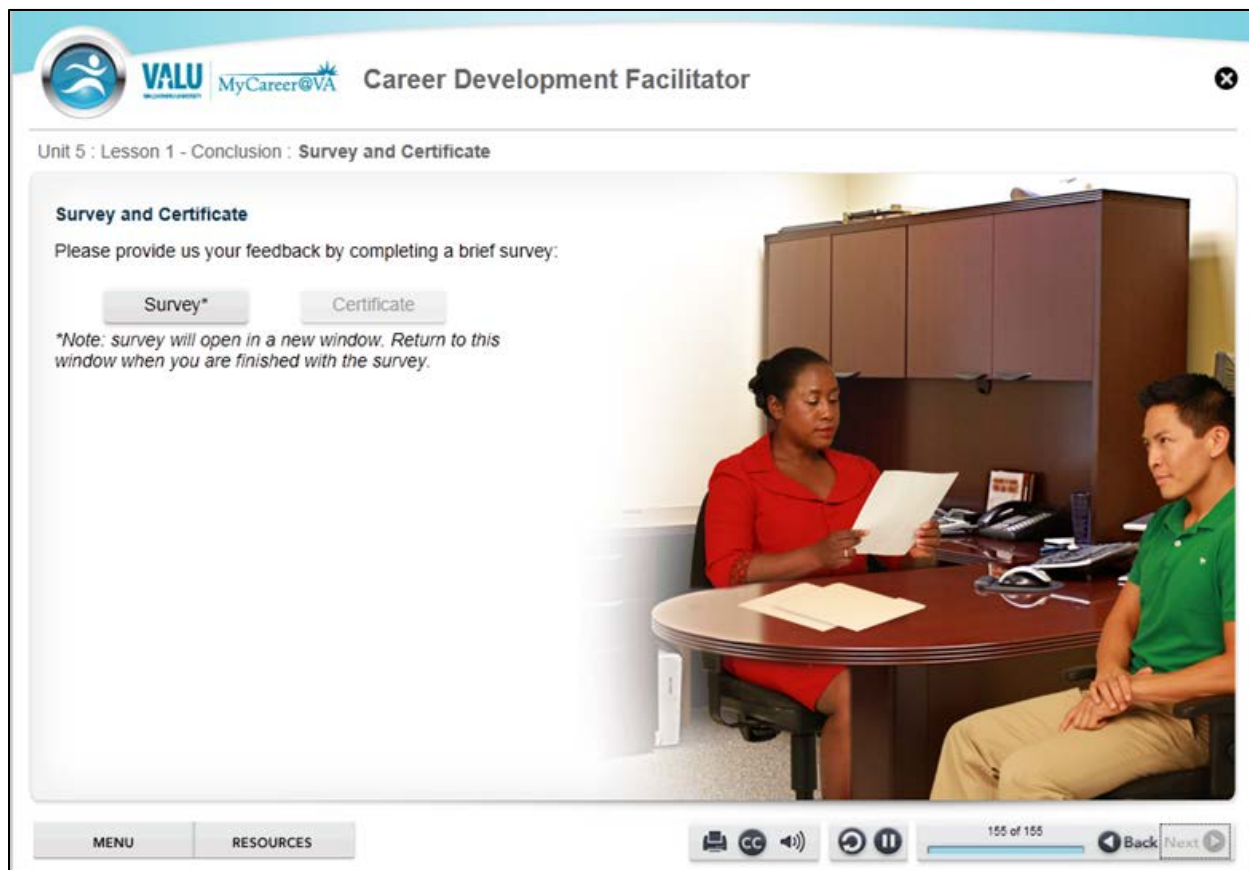 VALU
MyCareer@VA
Career Development Facilitator
Unit 5 : Lesson 1 - Conclusion : Survey and Certificate
Survey and Certificate
Please provide us your feedback by completing a brief survey:
Survey*
Certificate
*Note: survey will open in a new window. Return to this
window when you are finished with the survey.
MENU
RESOURCES
CC
155 of 155
Back
Next